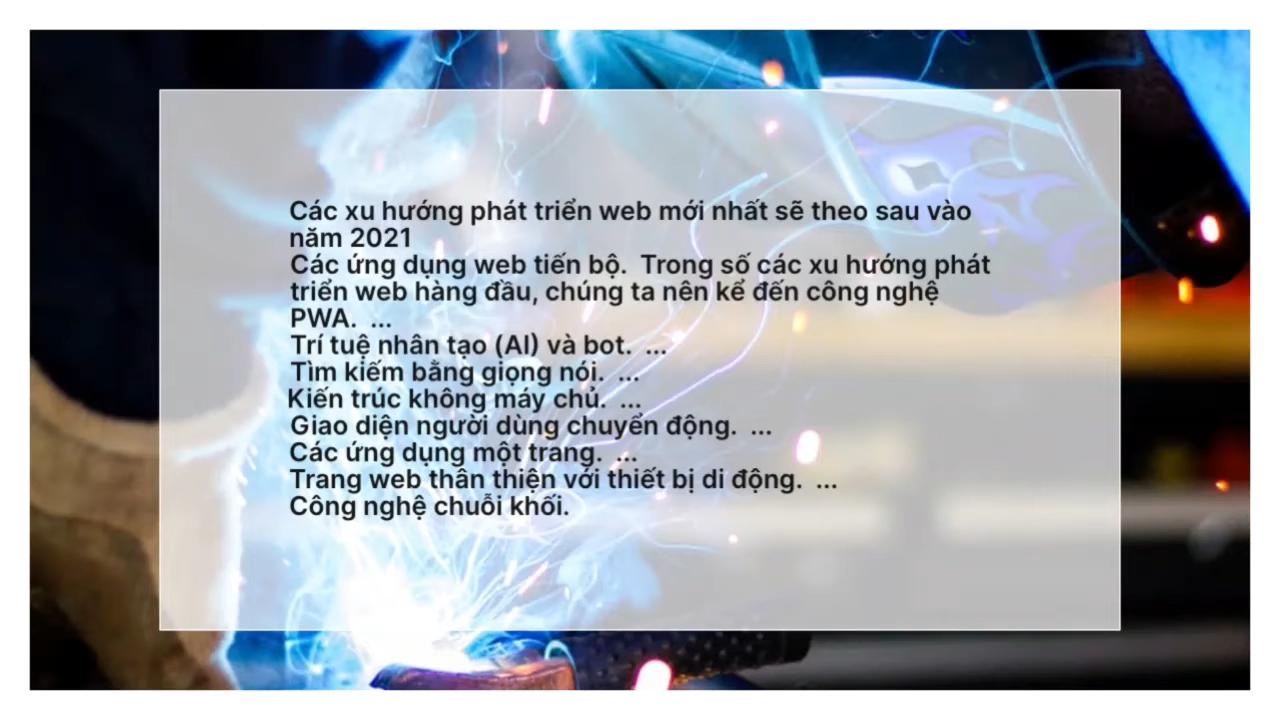 Các xu hướng phát triển web mới nhất sẽ theo sau vào
năm 2021
Các ứng dụng web tiến bộ.  Trong số các xu hướng phát
triển web hàng đầu, chúng ta nên kể đến công nghệ
PWA.  ...
Trí tuệ nhân tạo (AI) và bot.  ...
Tìm kiếm bằng giọng nói.  ...
Kiến trúc không máy chủ.  ...
Giao diện người dùng chuyển động.  ...
Các ứng dụng một trang.  ...
Trang web thân thiện với thiết bị di động.  ...
Công nghệ chuỗi khối.